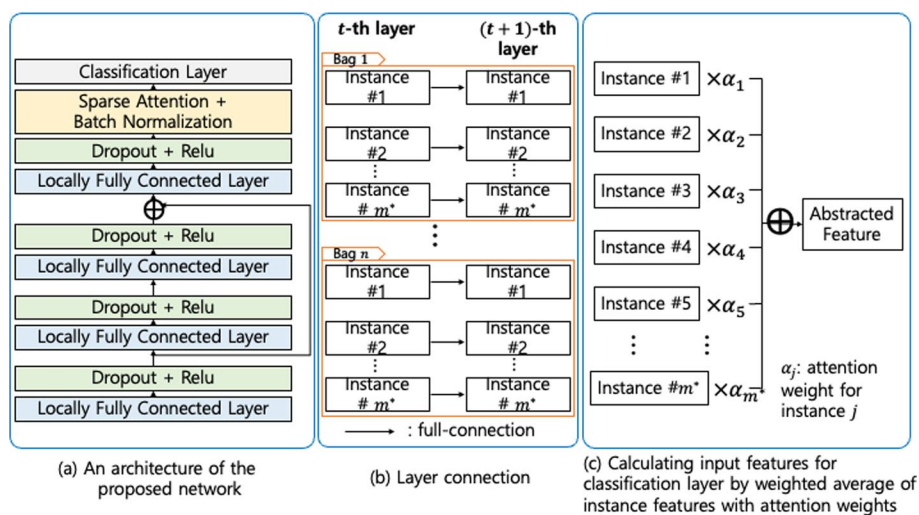 Classification Layer
Sparse Attention +
Batch Normalization
Dropout + Relu
Locally Fully Connected Layer
Dropout + Relu
Locally Fully Connected Layer
Dropout + Relu
Locally Fully Connected Layer
Dropout + Relu
Locally Fully Connected Layer
(a) An architecture of the
proposed network
t-th layer
(t + 1)-th
layer
Bag 1
Instance
#1
Instance
#1
Instance
#2
Instance
#2
Instance
# m*
Instance
# m*
Bag n
Instance
#1
Instance
#1
Instance
#2
Instance
#2
Instance
# m*
Instance
# m*
: full-connection
(b) Layer connection
Instance #1 ×α₁
Instance #2 ×α₂
Instance #3 ×α₃
Instance #4 ×α₄
Instance #5 ×α₅
Instance #m* ×αm*
Abstracted
Feature
αⱼ: attention
weight for
instance j
(c) Calculating input features for
classification layer by weighted average of
instance features with attention weights